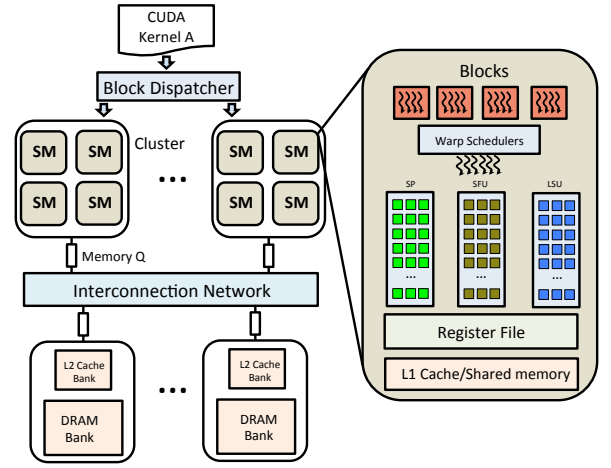 CUDA
Kernel A
Block Dispatcher
SM
SM
Cluster
SM
SM
...
SM
SM
SM
SM
Memory Q
Interconnection Network
L2 Cache
Bank
DRAM
Bank
...
L2 Cache
Bank
DRAM
Bank
Blocks
Warp Schedulers
SP
SFU
LSU
...
...
...
Register File
L1 Cache/Shared memory